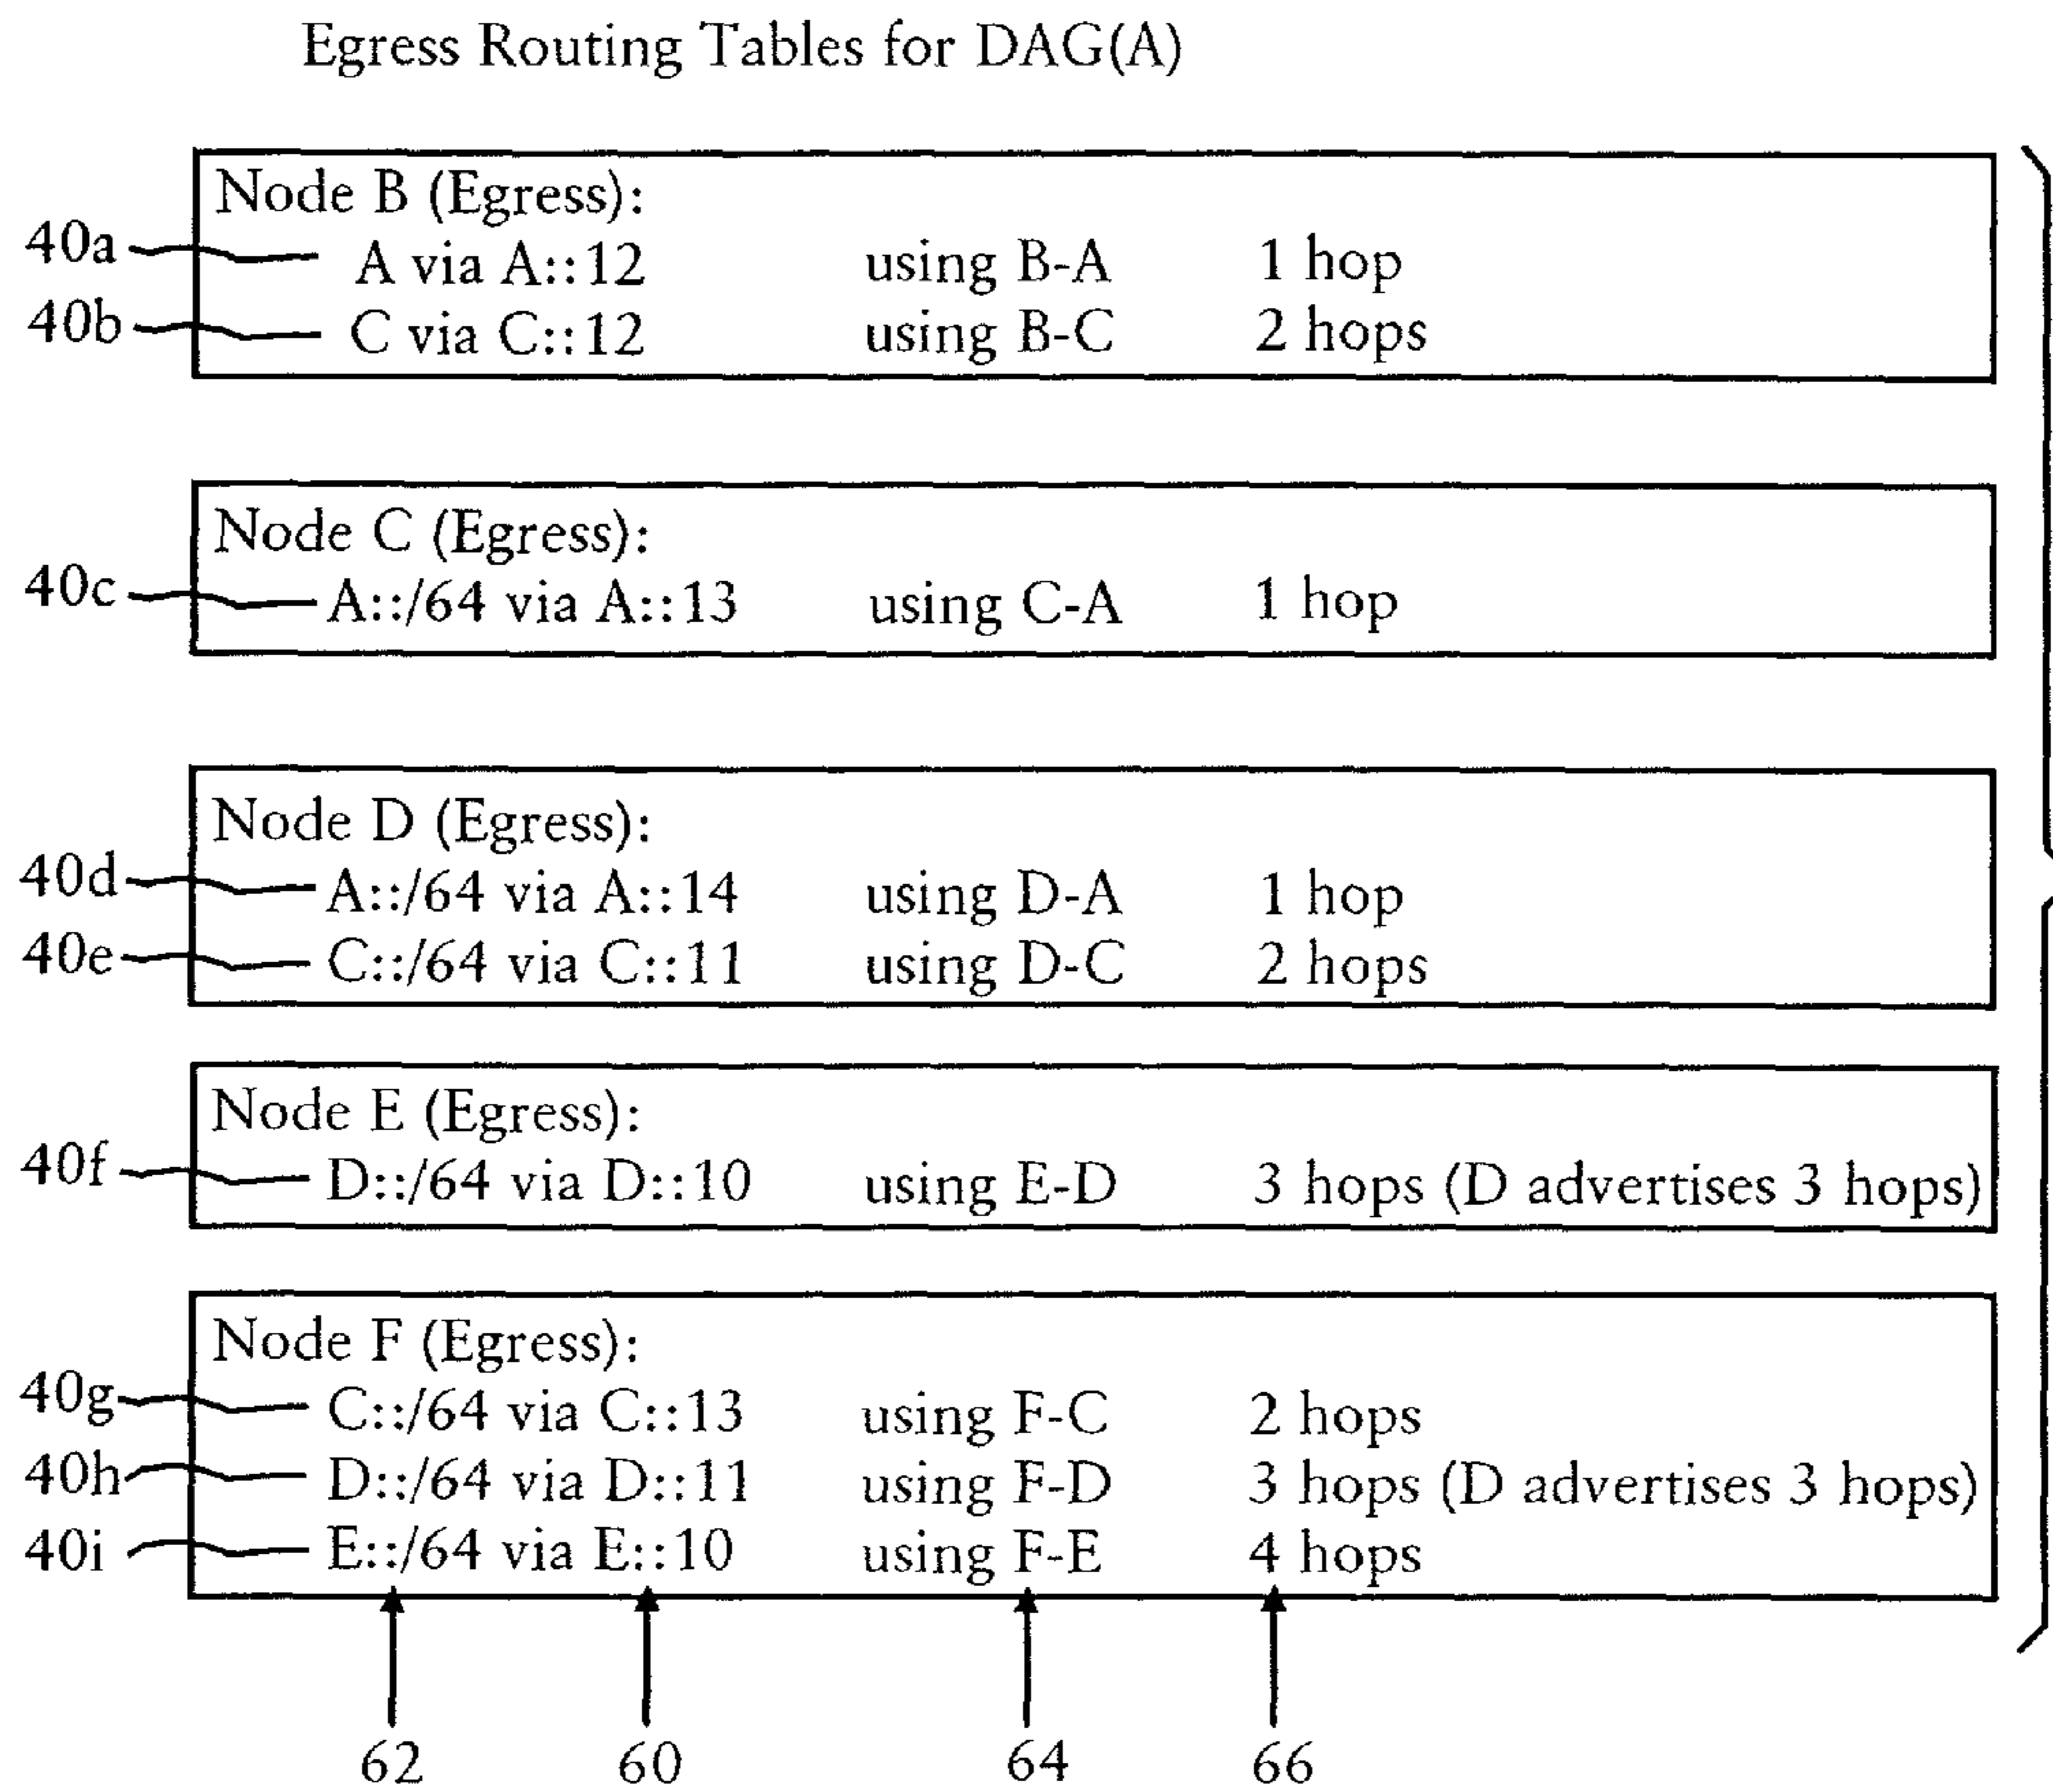 Egress Routing Tables for DAG(A)
Node B (Egress):
40a A via A::12 using B-A 1 hop
40b C via C::12 using B-C 2 hops
Node C (Egress):
40c A::/64 via A::13 using C-A 1 hop
Node D (Egress):
40d A::/64 via A::14 using D-A 1 hop
40e C::/64 via C::11 using D-C 2 hops
Node E (Egress):
40f D::/64 via D::10 using E-D 3 hops (D advertises 3 hops)
Node F (Egress):
40g C::/64 via C::13 using F-C 2 hops
40h D::/64 via D::11 using F-D 3 hops (D advertises 3 hops)
40i E::/64 via E::10 using F-E 4 hops
62 60 64 66